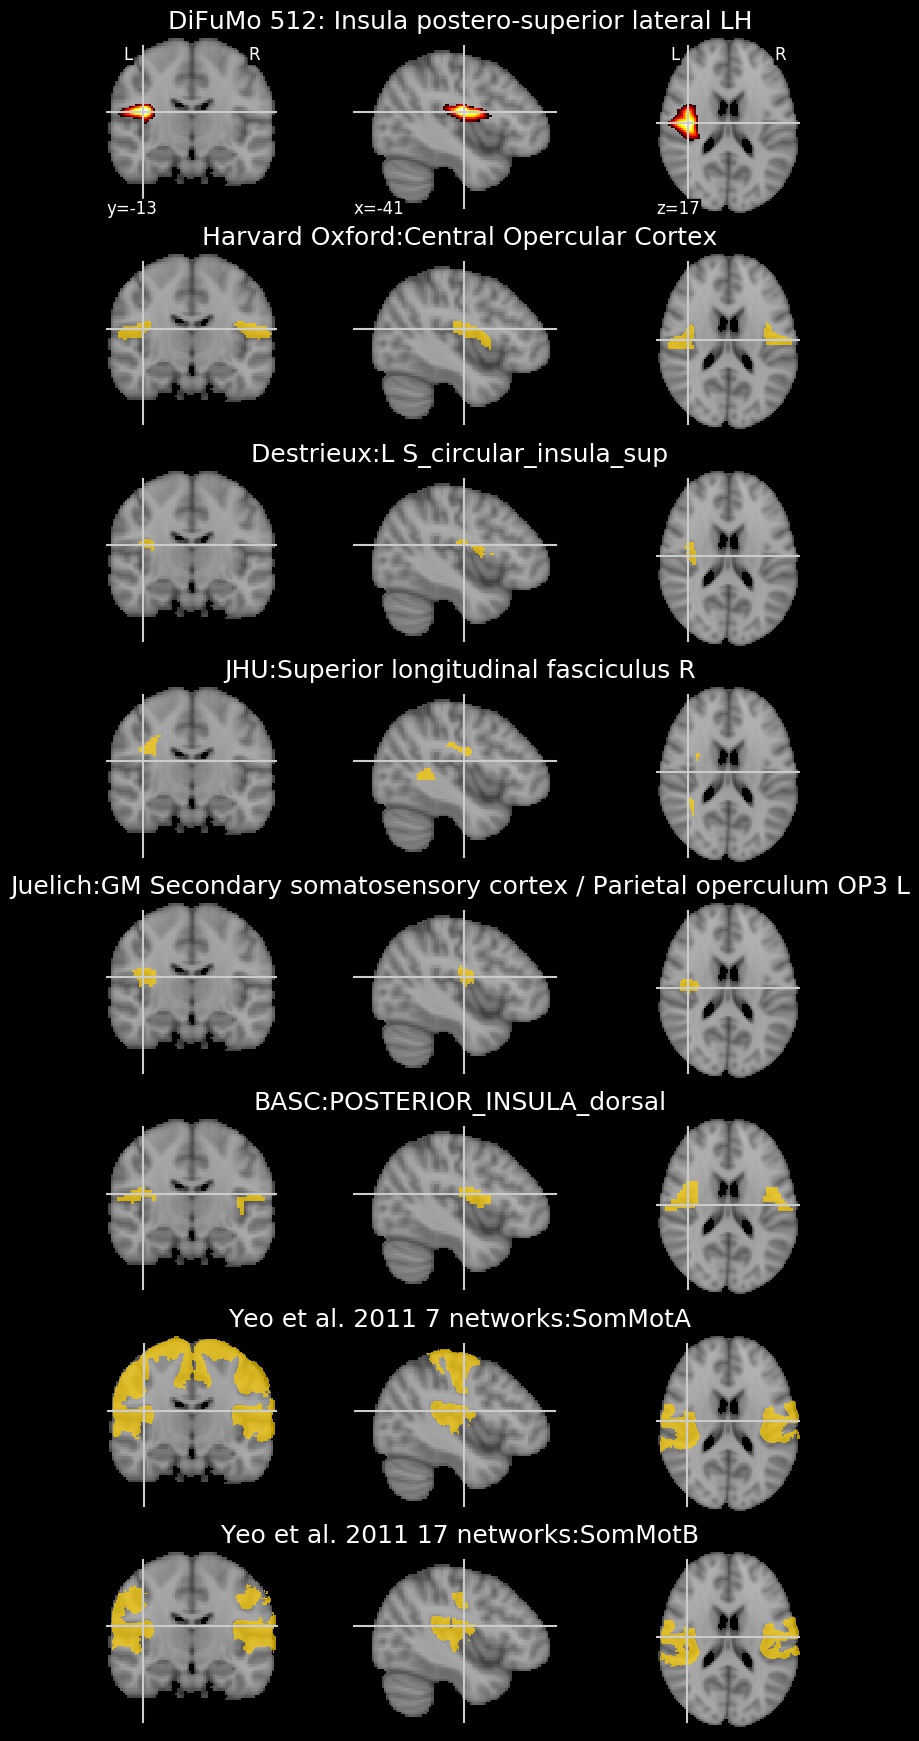 DiFuMo 512: Insula postero-superior lateral LH
L R L R
y=-13 x=-41 z=17
Harvard Oxford:Central Opercular Cortex
Destrieux:L S_circular_insula_sup
JHU:Superior longitudinal fasciculus R
Juelich:GM Secondary somatosensory cortex / Parietal operculum OP3 L
BASC:POSTERIOR_INSULA_dorsal
Yeo et al. 2011 7 networks:SomMotA
Yeo et al. 2011 17 networks:SomMotB